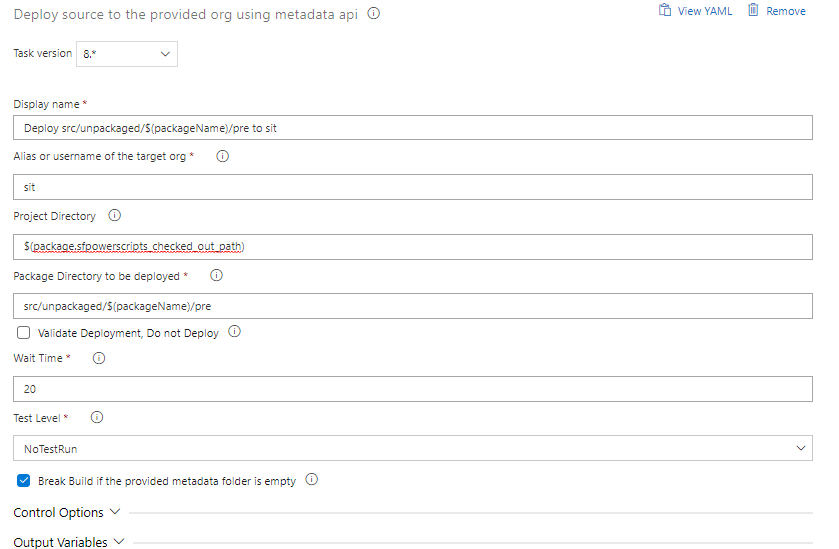 Deploy source to the provided org using metadata api
View YAML
Remove
Task version
8.*
Display name *
Deploy src/unpackaged/$(packageName)/pre to sit
Alias or username of the target org *
sit
Project Directory
$(package.sfpowerscripts_checked_out_path)
Package Directory to be deployed *
src/unpackaged/$(packageName)/pre
Validate Deployment, Do not Deploy
Wait Time *
20
Test Level *
NoTestRun
Break Build if the provided metadata folder is empty
Control Options
Output Variables